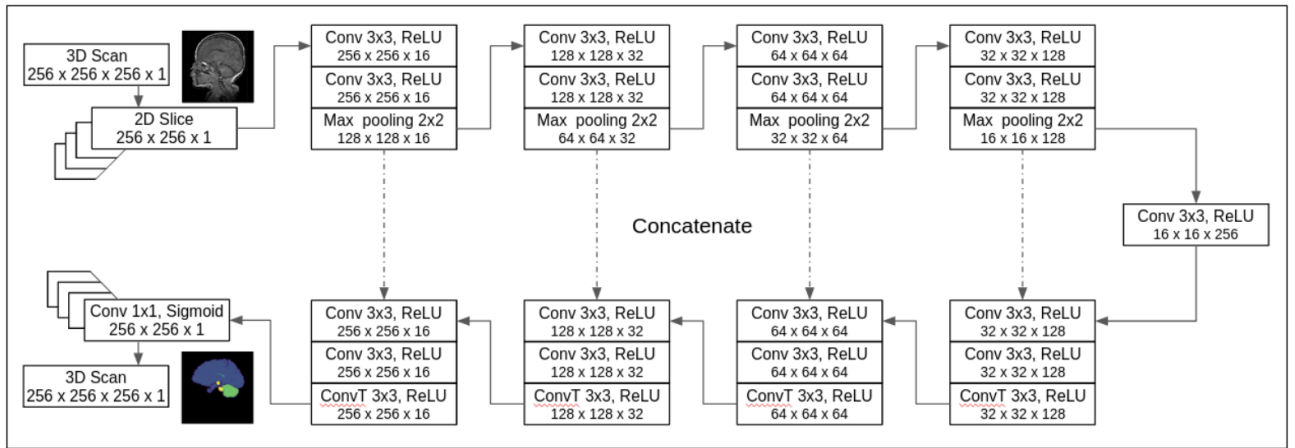 3D Scan
256 x 256 x 256 x 1
2D Slice
256 x 256 x 1
Conv 3x3, ReLU
256 x 256 x 16
Conv 3x3, ReLU
256 x 256 x 16
Max pooling 2x2
128 x 128 x 16
Conv 3x3, ReLU
128 x 128 x 32
Conv 3x3, ReLU
128 x 128 x 32
Max pooling 2x2
64 x 64 x 32
Conv 3x3, ReLU
64 x 64 x 64
Conv 3x3, ReLU
64 x 64 x 64
Max pooling 2x2
32 x 32 x 64
Conv 3x3, ReLU
32 x 32 x 128
Conv 3x3, ReLU
32 x 32 x 128
Max pooling 2x2
16 x 16 x 128
Concatenate
Conv 3x3, ReLU
16 x 16 x 256
Conv 1x1, Sigmoid
256 x 256 x 1
3D Scan
256 x 256 x 256 x 1
Conv 3x3, ReLU
256 x 256 x 16
Conv 3x3, ReLU
256 x 256 x 16
ConvT 3x3, ReLU
256 x 256 x 16
Conv 3x3, ReLU
128 x 128 x 32
Conv 3x3, ReLU
128 x 128 x 32
ConvT 3x3, ReLU
128 x 128 x 32
Conv 3x3, ReLU
64 x 64 x 64
Conv 3x3, ReLU
64 x 64 x 64
ConvT 3x3, ReLU
64 x 64 x 64
Conv 3x3, ReLU
32 x 32 x 128
Conv 3x3, ReLU
32 x 32 x 128
ConvT 3x3, ReLU
32 x 32 x 128